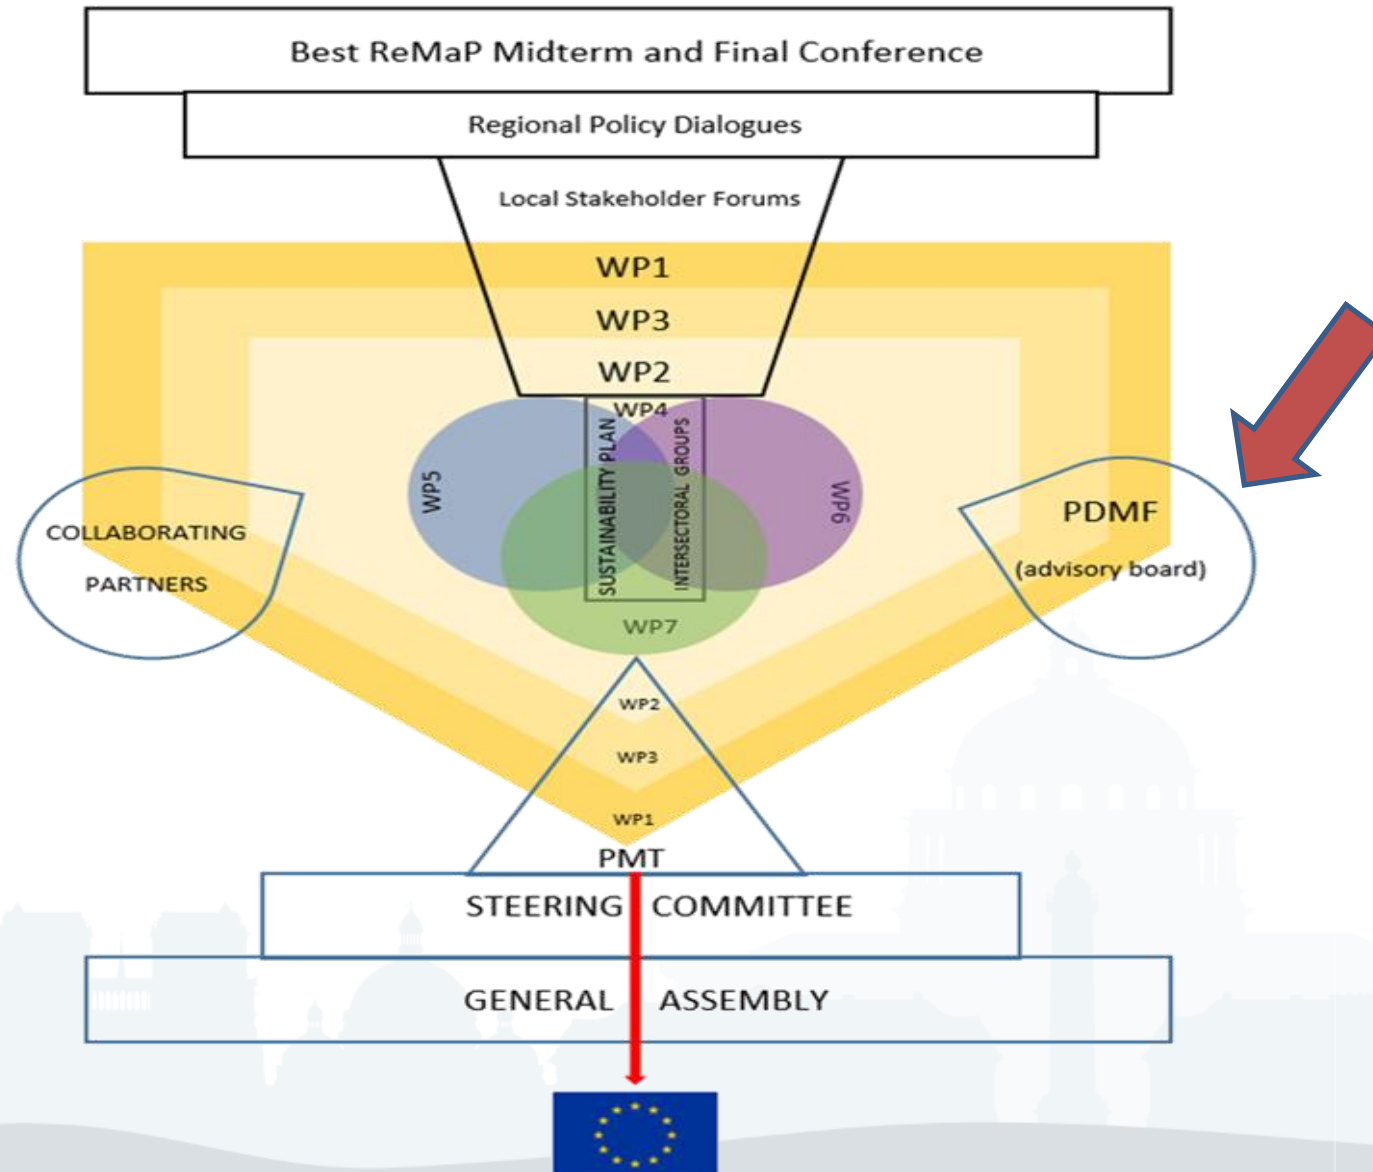 Best ReMaP Midterm and Final Conference
Regional Policy Dialogues
Local Stakeholder Forums
WP1
WP3
WP2
WP4
SUSTAINABILITY PLAN
INTERSECTORAL GROUPS
WP5
WP6
WP7
COLLABORATING
PARTNERS
PDMF
(advisory board)
WP2
WP3
WP1
PMT
STEERING COMMITTEE
GENERAL ASSEMBLY